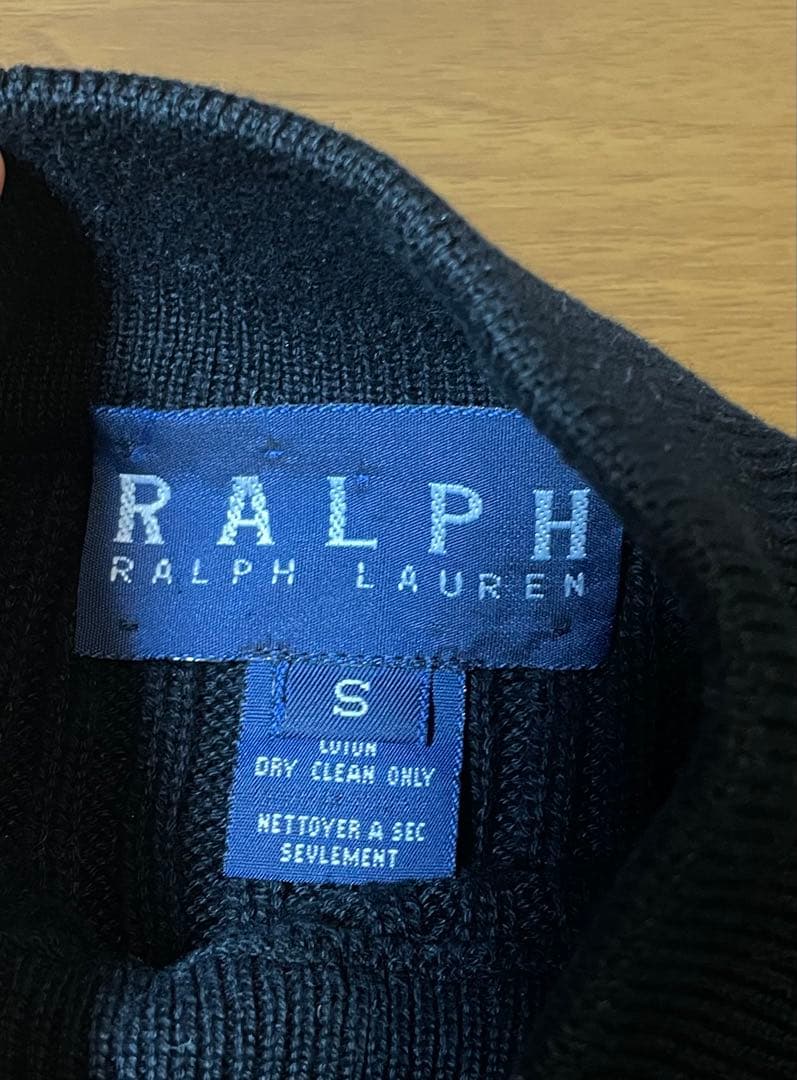 RALPH
RALPH LAUREN
S
DRY CLEAN ONLY
NETTOYER A SEC
SEVLEMENT